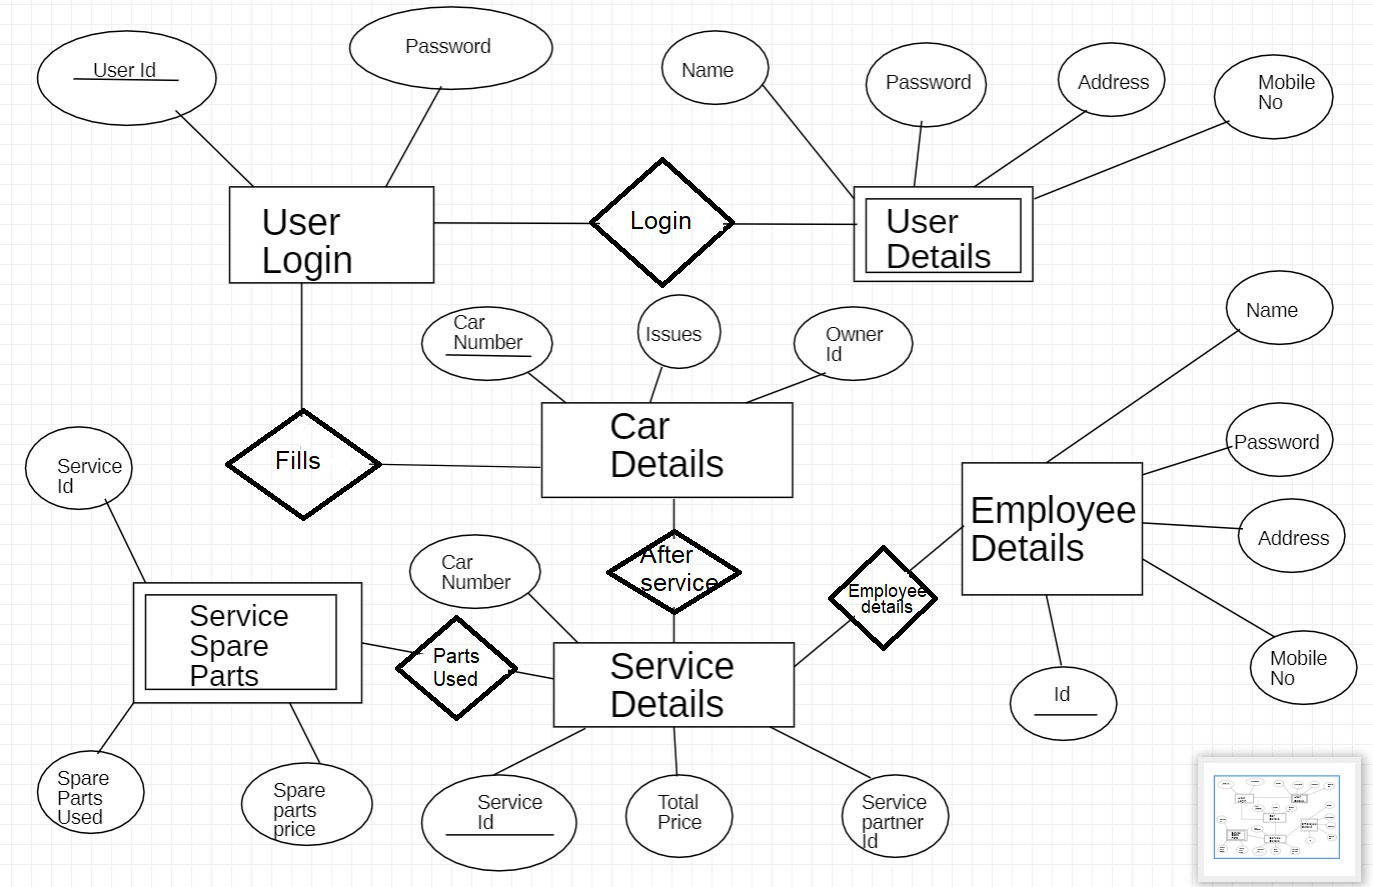 User Id
Password
Name
Password
Address
Mobile
No
User
Login
Login
User
Details
Car
Number
Issues
Owner
Id
Name
Car
Details
Fills
Password
Service
Id
Employee
Details
Address
After
service
Car
Number
Employee
details
Service
Spare
Parts
Parts
Used
Service
Details
Mobile
No
Id
Spare
Parts
Used
Spare
parts
price
Service
Id
Total
Price
Service
partner
Id